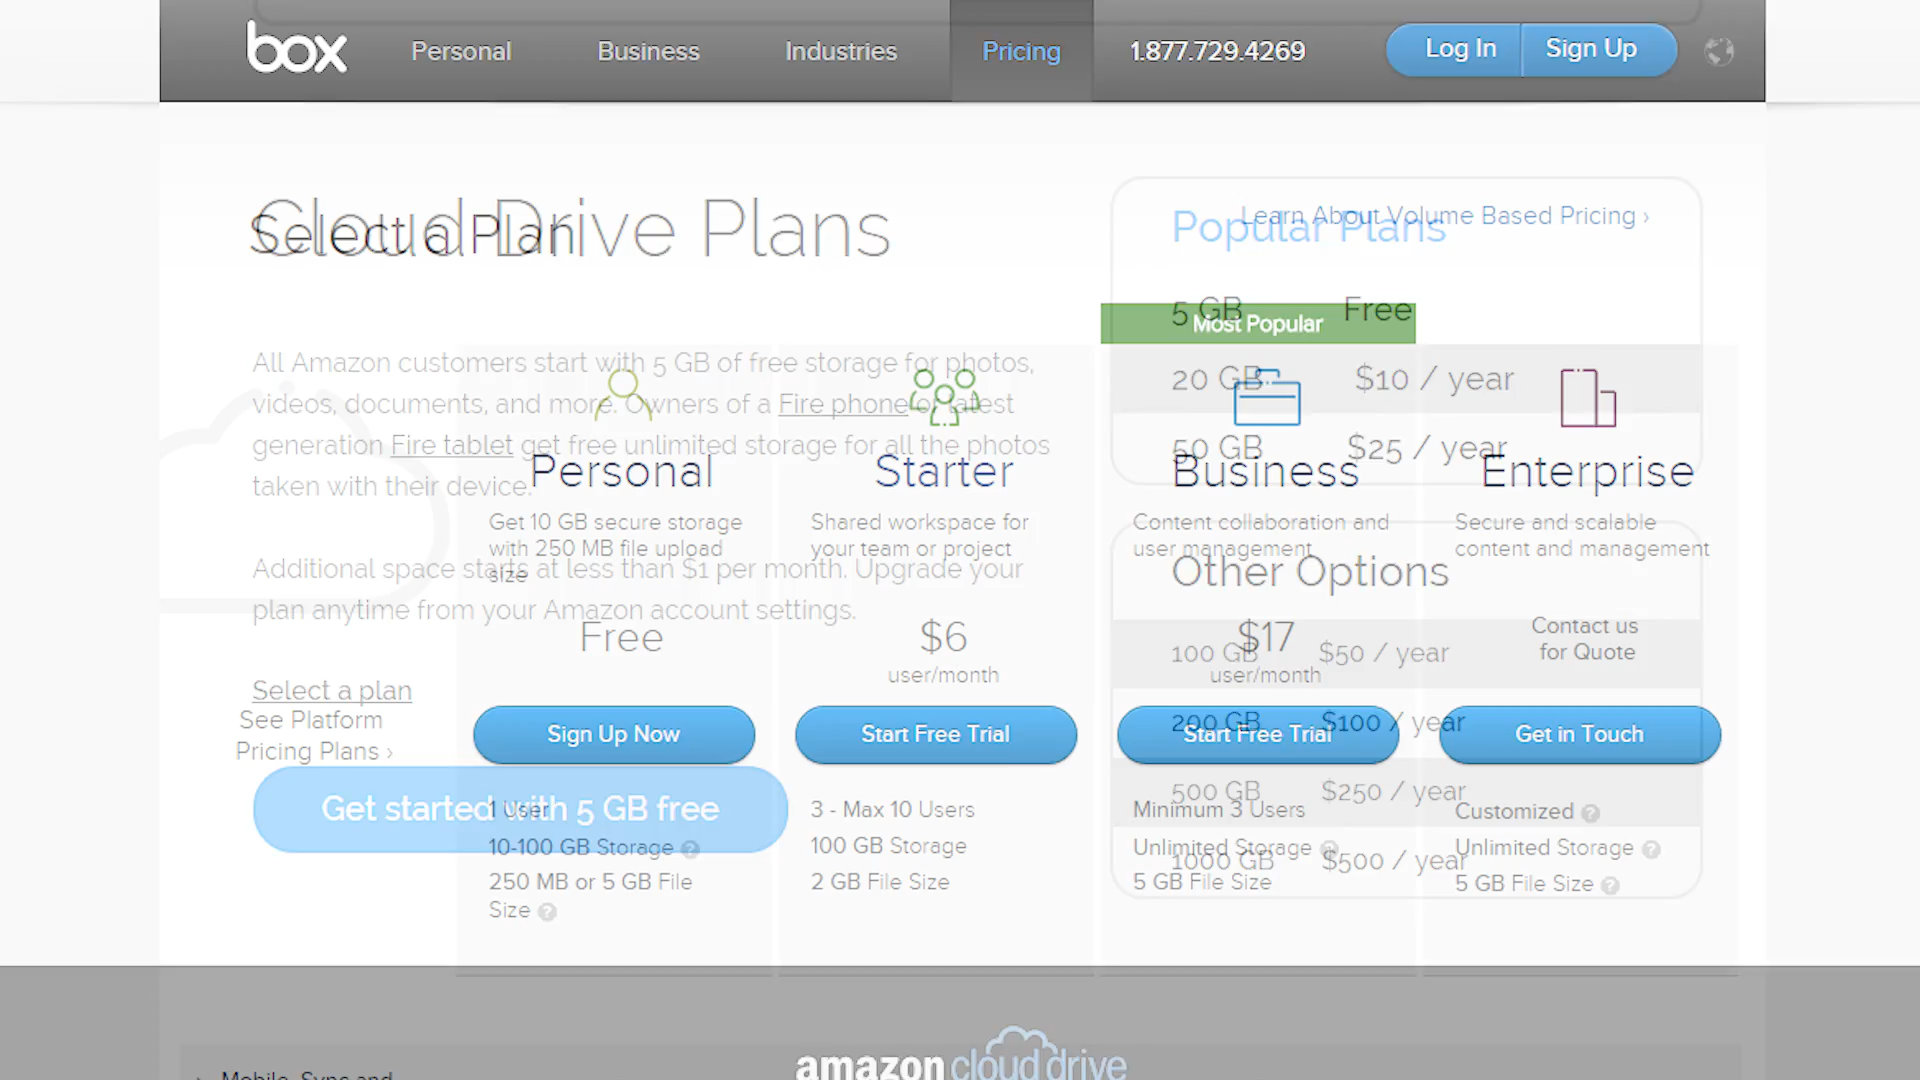 box
Personal
Business
Industries
Pricing
1.877.729.4269
Log In
Sign Up
Cloud Drive Plans
Select a Plan
Learn About Volume Based Pricing ›
Popular Plans
5 GB Free
20 GB $10 / year
50 GB $25 / year
Most Popular
All Amazon customers start with 5 GB of free storage for photos,
videos, documents, and more. Owners of a Fire phone or latest
generation Fire tablet get free unlimited storage for all the photos
taken with their device.
Additional space starts at less than $1 per month. Upgrade your
plan anytime from your Amazon account settings.
Select a plan
Get started with 5 GB free
Other Options
100 GB $50 / year
200 GB $100 / year
500 GB $250 / year
1000 GB $500 / year
See Platform
Pricing Plans ›
Personal
Get 10 GB secure storage
with 250 MB file upload
size
Free
Sign Up Now
1 User
10-100 GB Storage ?
250 MB or 5 GB File
Size ?
Starter
Shared workspace for
your team or project
$6
user/month
Start Free Trial
3 - Max 10 Users
100 GB Storage
2 GB File Size
Business
Content collaboration and
user management
$17
user/month
Start Free Trial
Minimum 3 Users
Unlimited Storage ?
5 GB File Size
Enterprise
Secure and scalable
content and management
Contact us
for Quote
Get in Touch
Customized ?
Unlimited Storage ?
5 GB File Size ?
Mobile, Sync and
amazon cloud drive